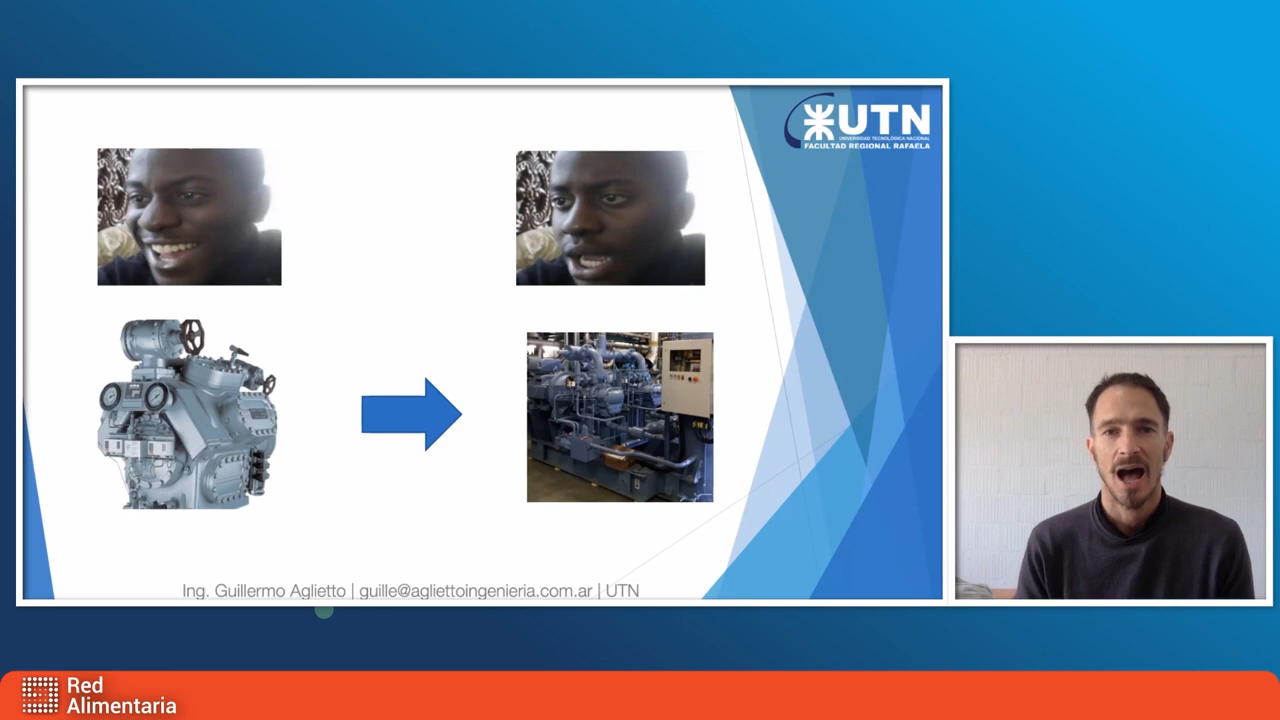 UTN
UNIVERSIDAD TECNOLÓGICA NACIONAL
FACULTAD REGIONAL RAFAELA
Ing. Guillermo Aglietto | guille@agliettoingenieria.com.ar | UTN
Red
Alimentaria